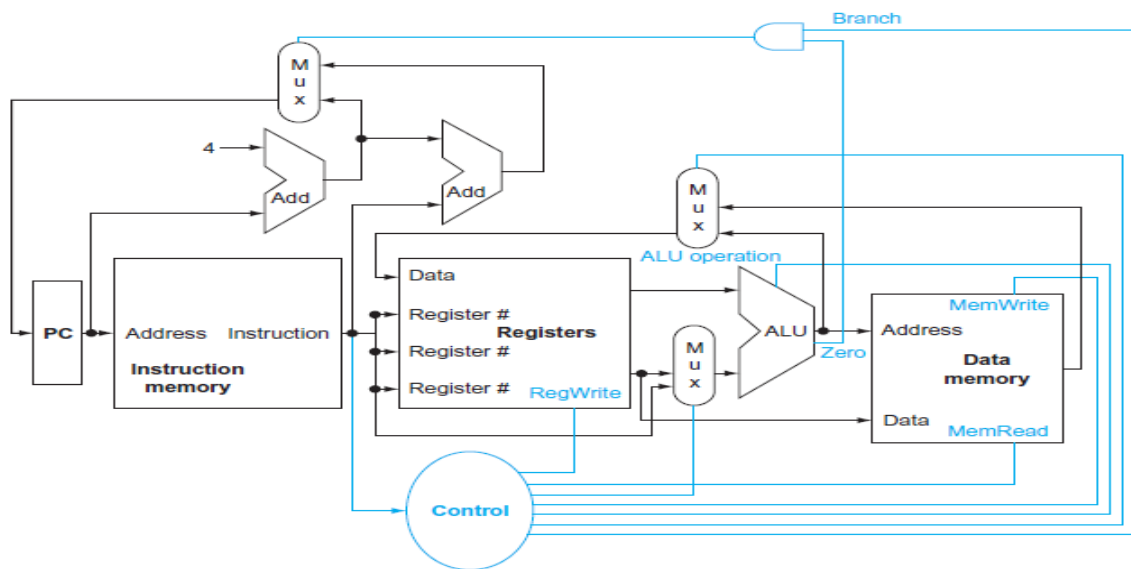 Branch
M
u
x
4
Add
Add
M
u
x
ALU operation
Data
PC
Address Instruction
Instruction
memory
Register #
Registers
Register #
Register #
RegWrite
M
u
x
ALU
Zero
MemWrite
Address
Data
memory
Data
MemRead
Control